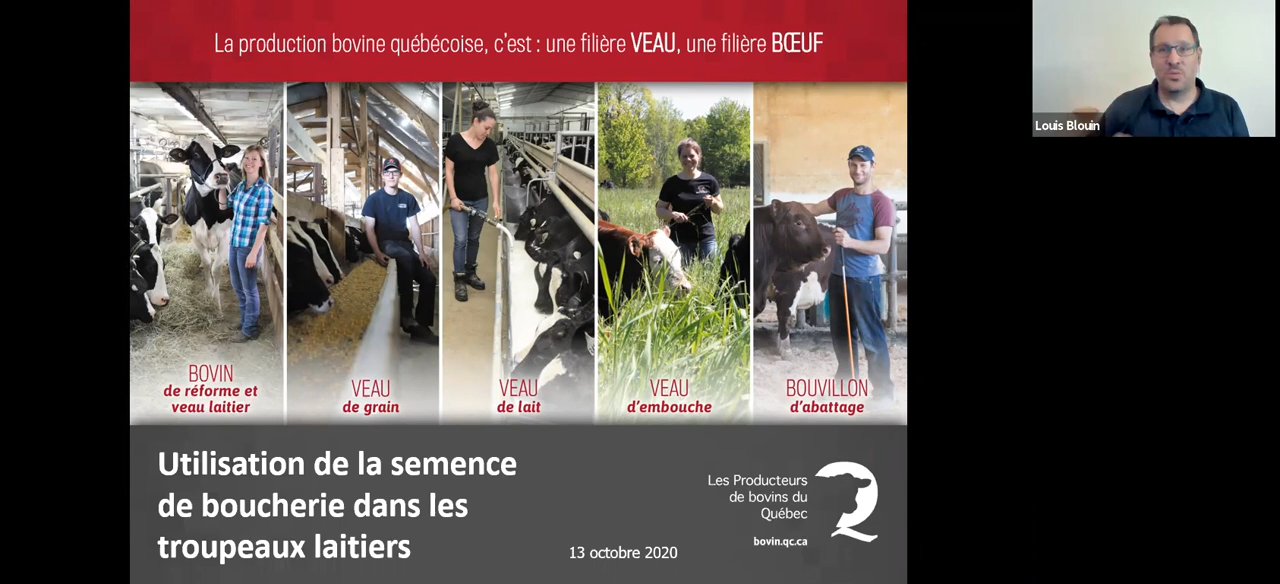 La production bovine québécoise, c'est : une filière VEAU, une filière BŒUF
Louis Blouin
BOVIN
de réforme et
veau laitier
VEAU
de grain
VEAU
de lait
VEAU
d'embouche
BOUVILLON
d'abattage
Utilisation de la semence
de boucherie dans les
troupeaux laitiers
13 octobre 2020
Les Producteurs
de bovins du
Québec
bovin.qc.ca